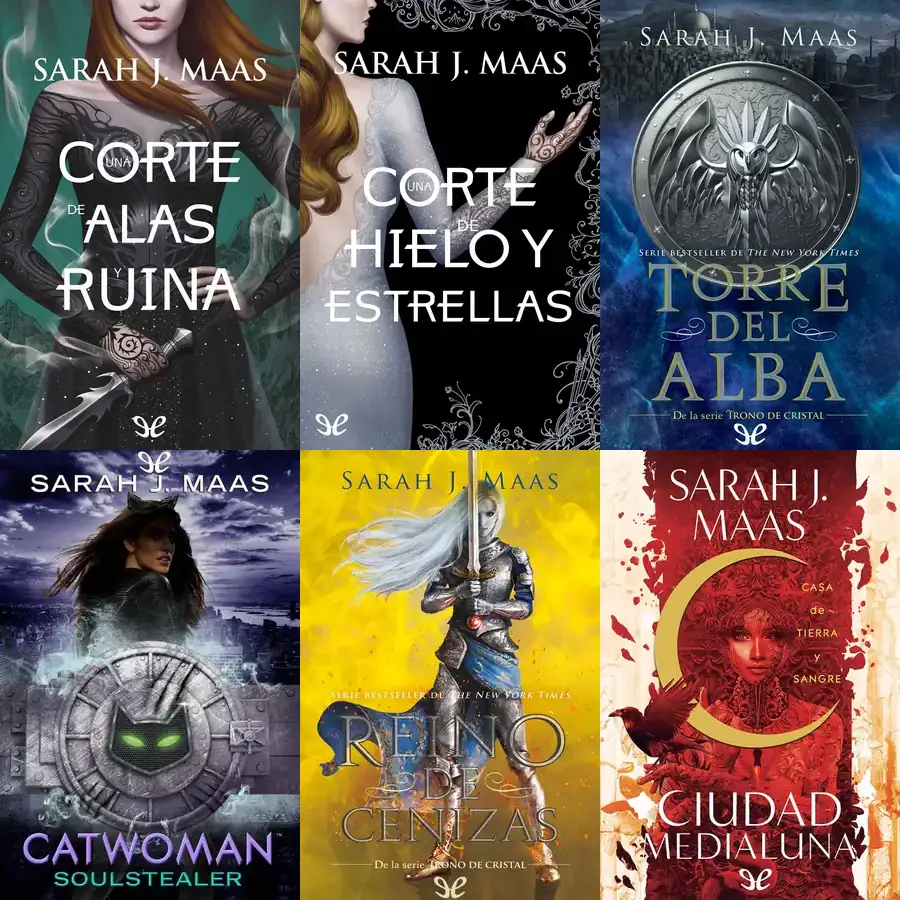 SARAH J. MAAS
UNA
CORTE
DE
ALAS
Y
RUINA
SARAH J. MAAS
UNA
CORTE
DE
HIELO Y
ESTRELLAS
SARAH J. MAAS
SERIE BESTSELLER DE THE NEW YORK TIMES
TORRE
DEL
ALBA
De la serie TRONO DE CRISTAL
SARAH J. MAAS
CATWOMAN™
SOULSTEALER
SARAH J. MAAS
SERIE BESTSELLER DE THE NEW YORK TIMES
REINO
DE
CENIZAS
De la serie TRONO DE CRISTAL
SARAH J.
MAAS
CASA
de
TIERRA
y
SANGRE
CIUDAD
MEDIALUNA